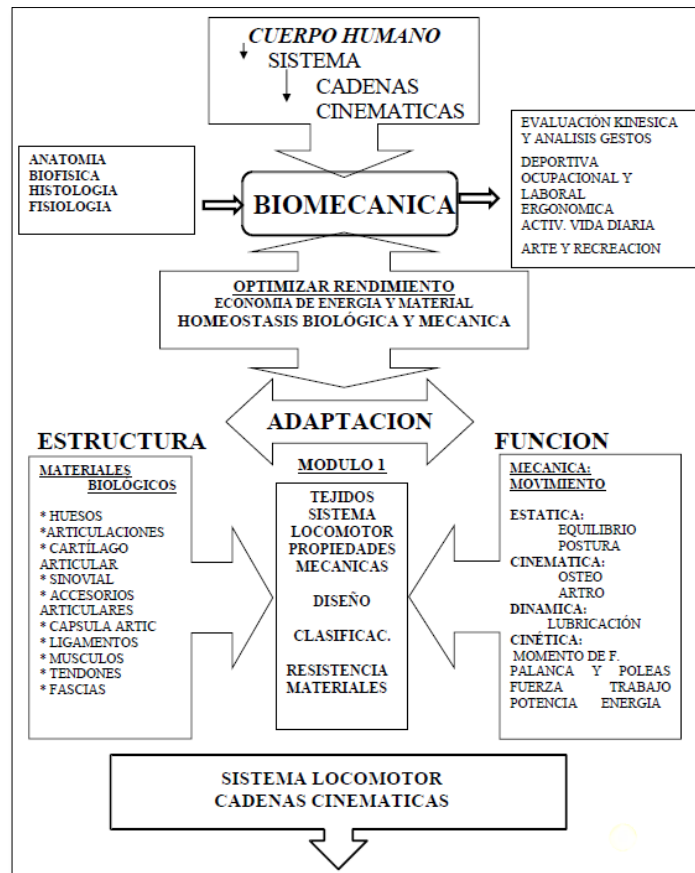 CUERPO HUMANO
SISTEMA
CADENAS
CINEMATICAS
ANATOMIA
BIOFISICA
HISTOLOGIA
FISIOLOGIA
BIOMECANICA
EVALUACIÓN KINESICA
Y ANALISIS GESTOS
DEPORTIVA
OCUPACIONAL Y
LABORAL
ERGONOMICA
ACTIV. VIDA DIARIA
ARTE Y RECREACION
OPTIMIZAR RENDIMIENTO
ECONOMIA DE ENERGIA Y MATERIAL
HOMEOSTASIS BIOLÓGICA Y MECANICA
ADAPTACION
ESTRUCTURA
MATERIALES
BIOLÓGICOS
* HUESOS
*ARTICULACIONES
* CARTÍLAGO
ARTICULAR
* SINOVIAL
* ACCESORIOS
ARTICULARES
* CAPSULA ARTIC
* LIGAMENTOS
* MUSCULOS
* TENDONES
* FASCIAS
MODULO 1
TEJIDOS
SISTEMA
LOCOMOTOR
PROPIEDADES
MECANICAS
DISEÑO
CLASIFICAC.
RESISTENCIA
MATERIALES
FUNCION
MECANICA:
MOVIMIENTO
ESTATICA:
EQUILIBRIO
POSTURA
CINEMATICA:
OSTEO
ARTRO
DINAMICA:
LUBRICACIÓN
CINÉTICA:
MOMENTO DE F.
PALANCA Y POLEAS
FUERZA TRABAJO
POTENCIA ENERGIA
SISTEMA LOCOMOTOR
CADENAS CINEMATICAS